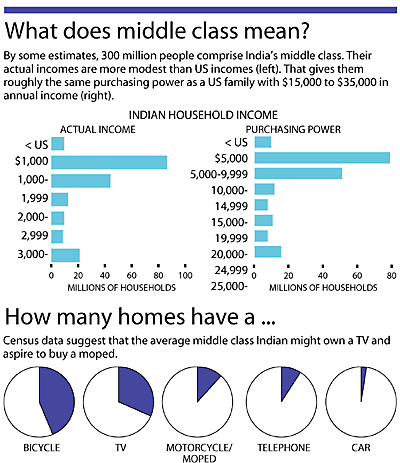 What does middle class mean?
By some estimates, 300 million people comprise India's middle class. Their
actual incomes are more modest than US incomes (left). That gives them
roughly the same purchasing power as a US family with $15,000 to $35,000 in
annual income (right).
INDIAN HOUSEHOLD INCOME
ACTUAL INCOME
< US
$1,000
1,000-
1,999
2,000-
2,999
3,000-
0 20 40 60 80 100
MILLIONS OF HOUSEHOLDS
PURCHASING POWER
< US
$5,000
5,000-9,999
10,000-
14,999
15,000-
19,999
20,000-
24,999
25,000-
0 20 40 60 80
MILLIONS OF HOUSEHOLDS
How many homes have a ...
Census data suggest that the average middle class Indian might own a TV and
aspire to buy a moped.
BICYCLE
TV
MOTORCYCLE/
MOPED
TELEPHONE
CAR